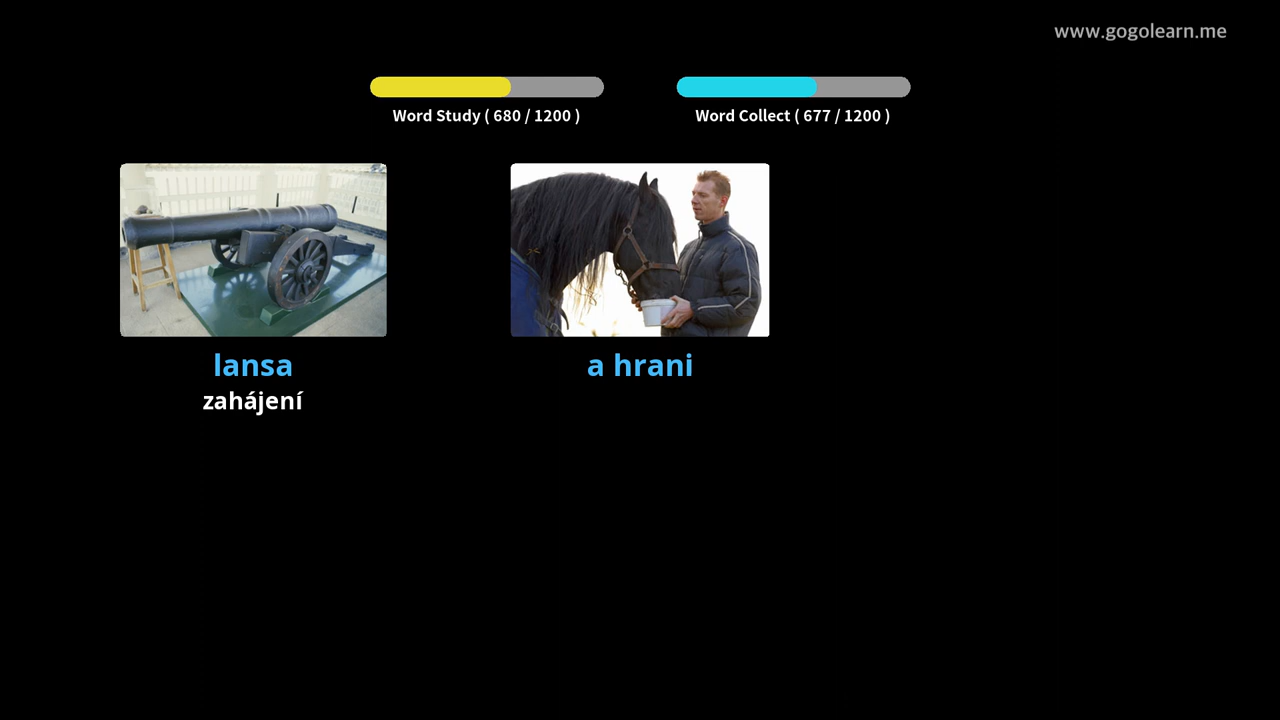 www.gogolearn.me
Word Study ( 680 / 1200 )
Word Collect ( 677 / 1200 )
lansa
zahájení
a hrani